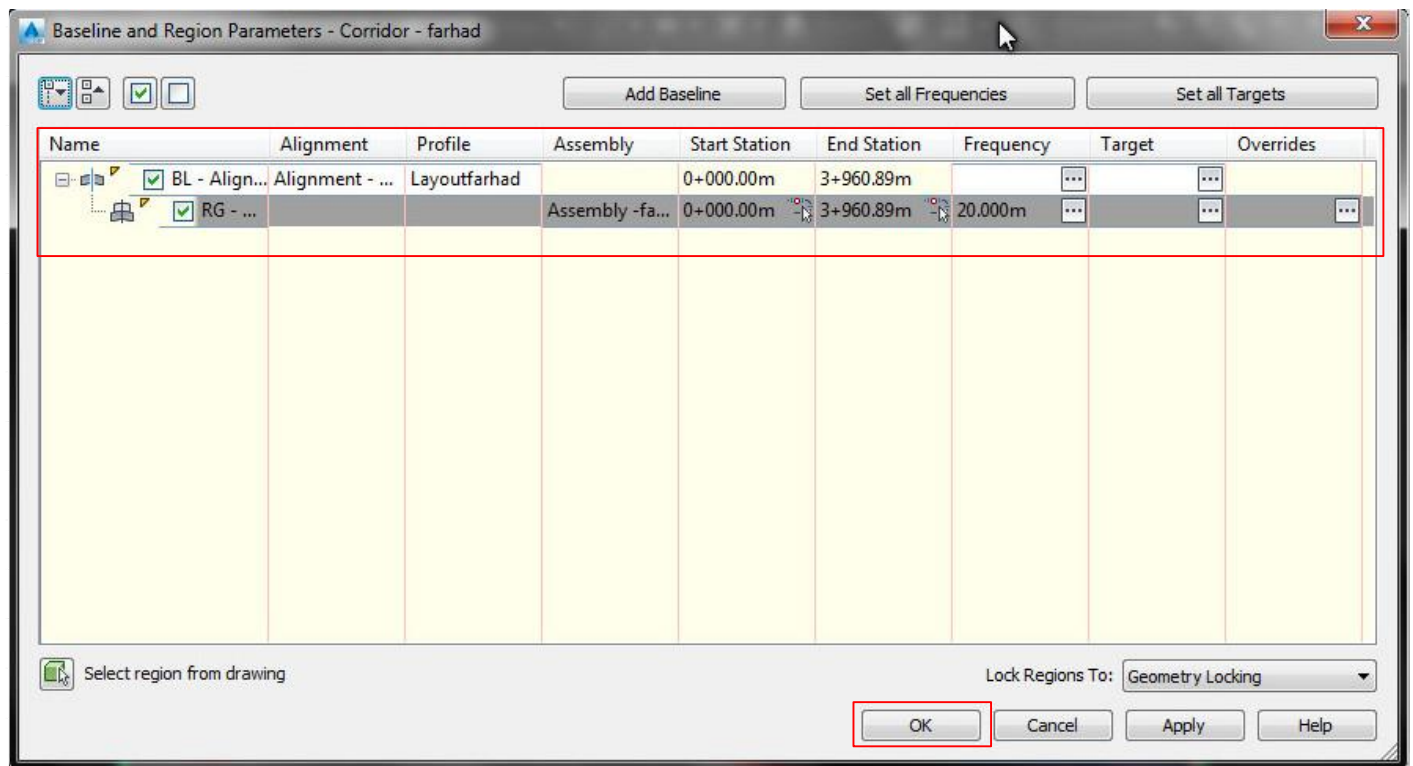 Baseline and Region Parameters - Corridor - farhad
Add Baseline Set all Frequencies Set all Targets
Name Alignment Profile Assembly Start Station End Station Frequency Target Overrides
BL - Align... Alignment - ... Layoutfarhad 0+000.00m 3+960.89m ... ...
RG - ... Assembly -fa... 0+000.00m 3+960.89m 20.000m ... ... ...
Select region from drawing Lock Regions To: Geometry Locking
OK Cancel Apply Help